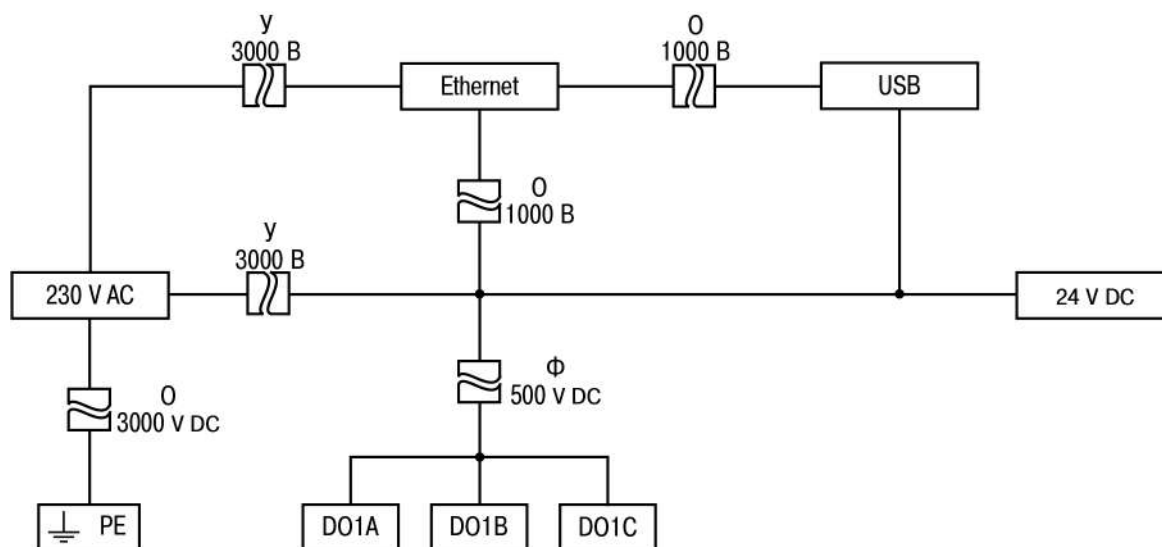 У
3000 В
О
1000 В
Ethernet
USB
О
1000 В
У
3000 В
230 V AC
24 V DC
О
3000 V DC
Ф
500 V DC
PE
DO1A
DO1B
DO1C